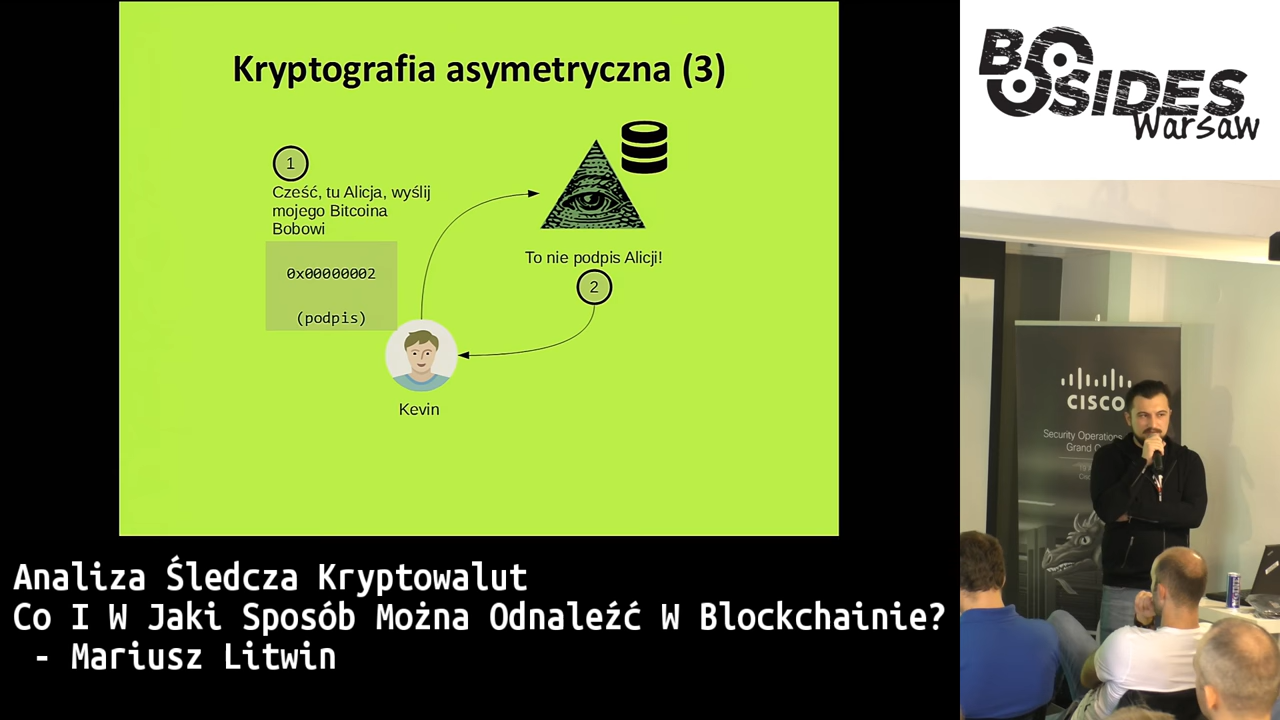 Kryptografia asymetryczna (3)
1
Cześć, tu Alicja, wyślij
mojego Bitcoina
Bobowi
0x00000002
(podpis)
To nie podpis Alicji!
2
Kevin
Analiza Śledcza Kryptowalut
Co I W Jaki Sposób Można Odnaleźć W Blockchainie?
- Mariusz Litwin
BSIDES
Warsaw
CISCO
Security Operations
Grand